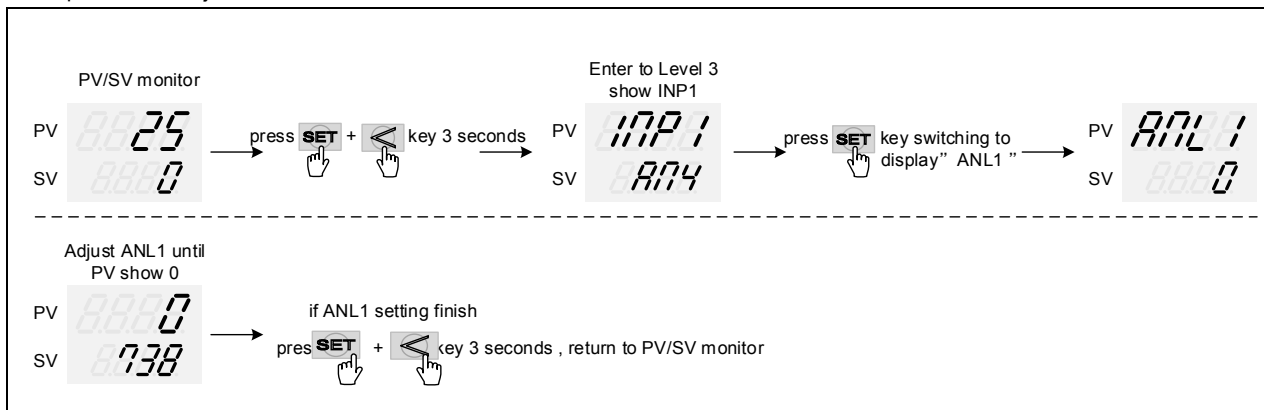 PV/SV monitor
PV 25
SV 0
press SET + < key 3 seconds
Enter to Level 3
show INP1
PV INP1
SV AN4
press SET key switching to
display” ANL1 ”
PV ANL1
SV 0
Adjust ANL1 until
PV show 0
PV 0
SV 738
if ANL1 setting finish
pres SET + < ey 3 seconds , return to PV/SV monitor